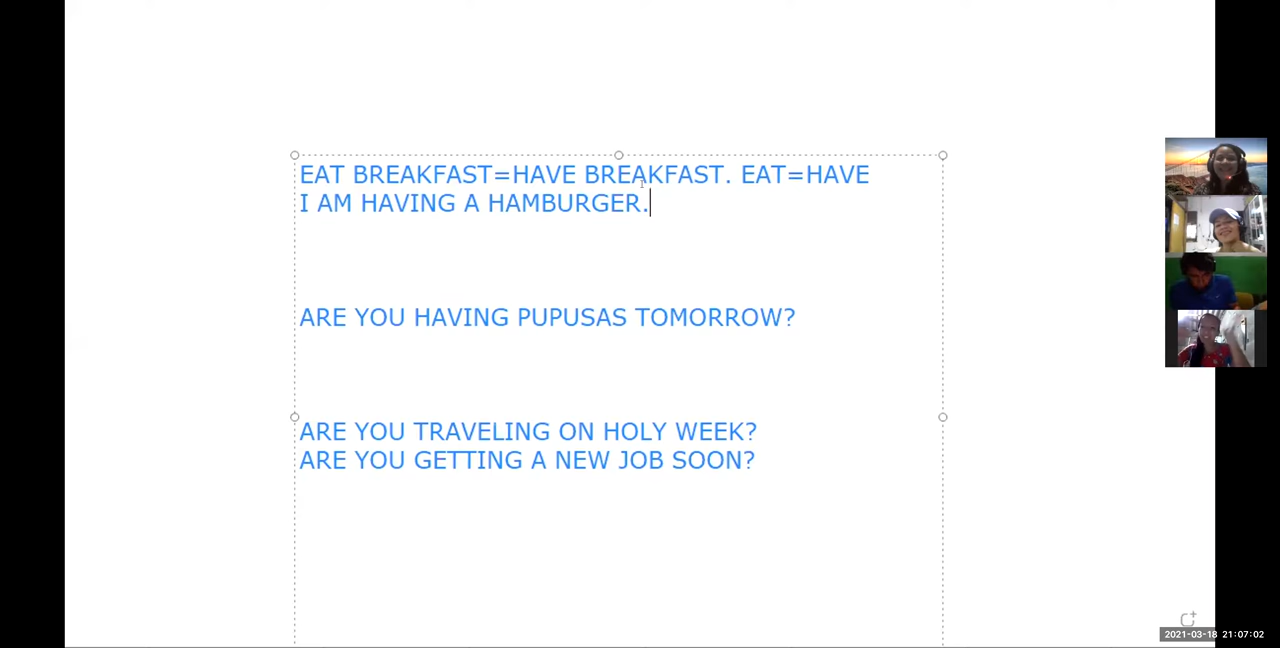 EAT BREAKFAST=HAVE BREAKFAST. EAT=HAVE
I AM HAVING A HAMBURGER.
ARE YOU HAVING PUPUSAS TOMORROW?
ARE YOU TRAVELING ON HOLY WEEK?
ARE YOU GETTING A NEW JOB SOON?
2021-03-18 21:07:02